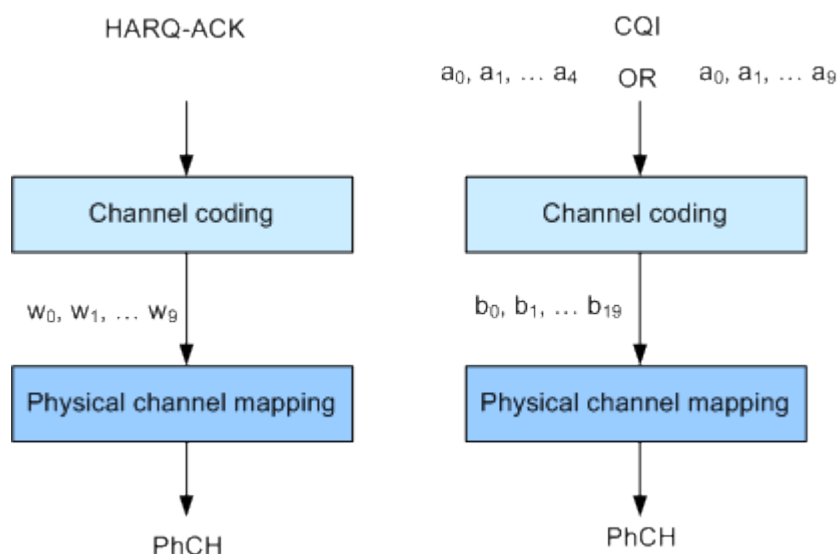 HARQ-ACK
Channel coding
w₀, w₁, … w₉
Physical channel mapping
PhCH
CQI
a₀, a₁, … a₄ OR a₀, a₁, … a₉
Channel coding
b₀, b₁, … b₁₉
Physical channel mapping
PhCH